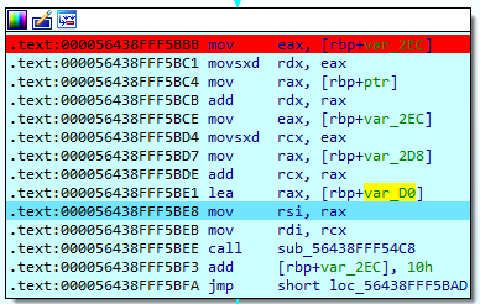 .text:000056438FFF5BBB mov eax, [rbp+var_2EC]
.text:000056438FFF5BC1 movsxd rdx, eax
.text:000056438FFF5BC4 mov rax, [rbp+ptr]
.text:000056438FFF5BCB add rdx, rax
.text:000056438FFF5BCE mov eax, [rbp+var_2EC]
.text:000056438FFF5BD4 movsxd rcx, eax
.text:000056438FFF5BD7 mov rax, [rbp+var_2D8]
.text:000056438FFF5BDE add rcx, rax
.text:000056438FFF5BE1 lea rax, [rbp+var_D0]
.text:000056438FFF5BE8 mov rsi, rax
.text:000056438FFF5BEB mov rdi, rcx
.text:000056438FFF5BEE call sub_56438FFF54C8
.text:000056438FFF5BF3 add [rbp+var_2EC], 10h
.text:000056438FFF5BFA jmp short loc_56438FFF5BAD